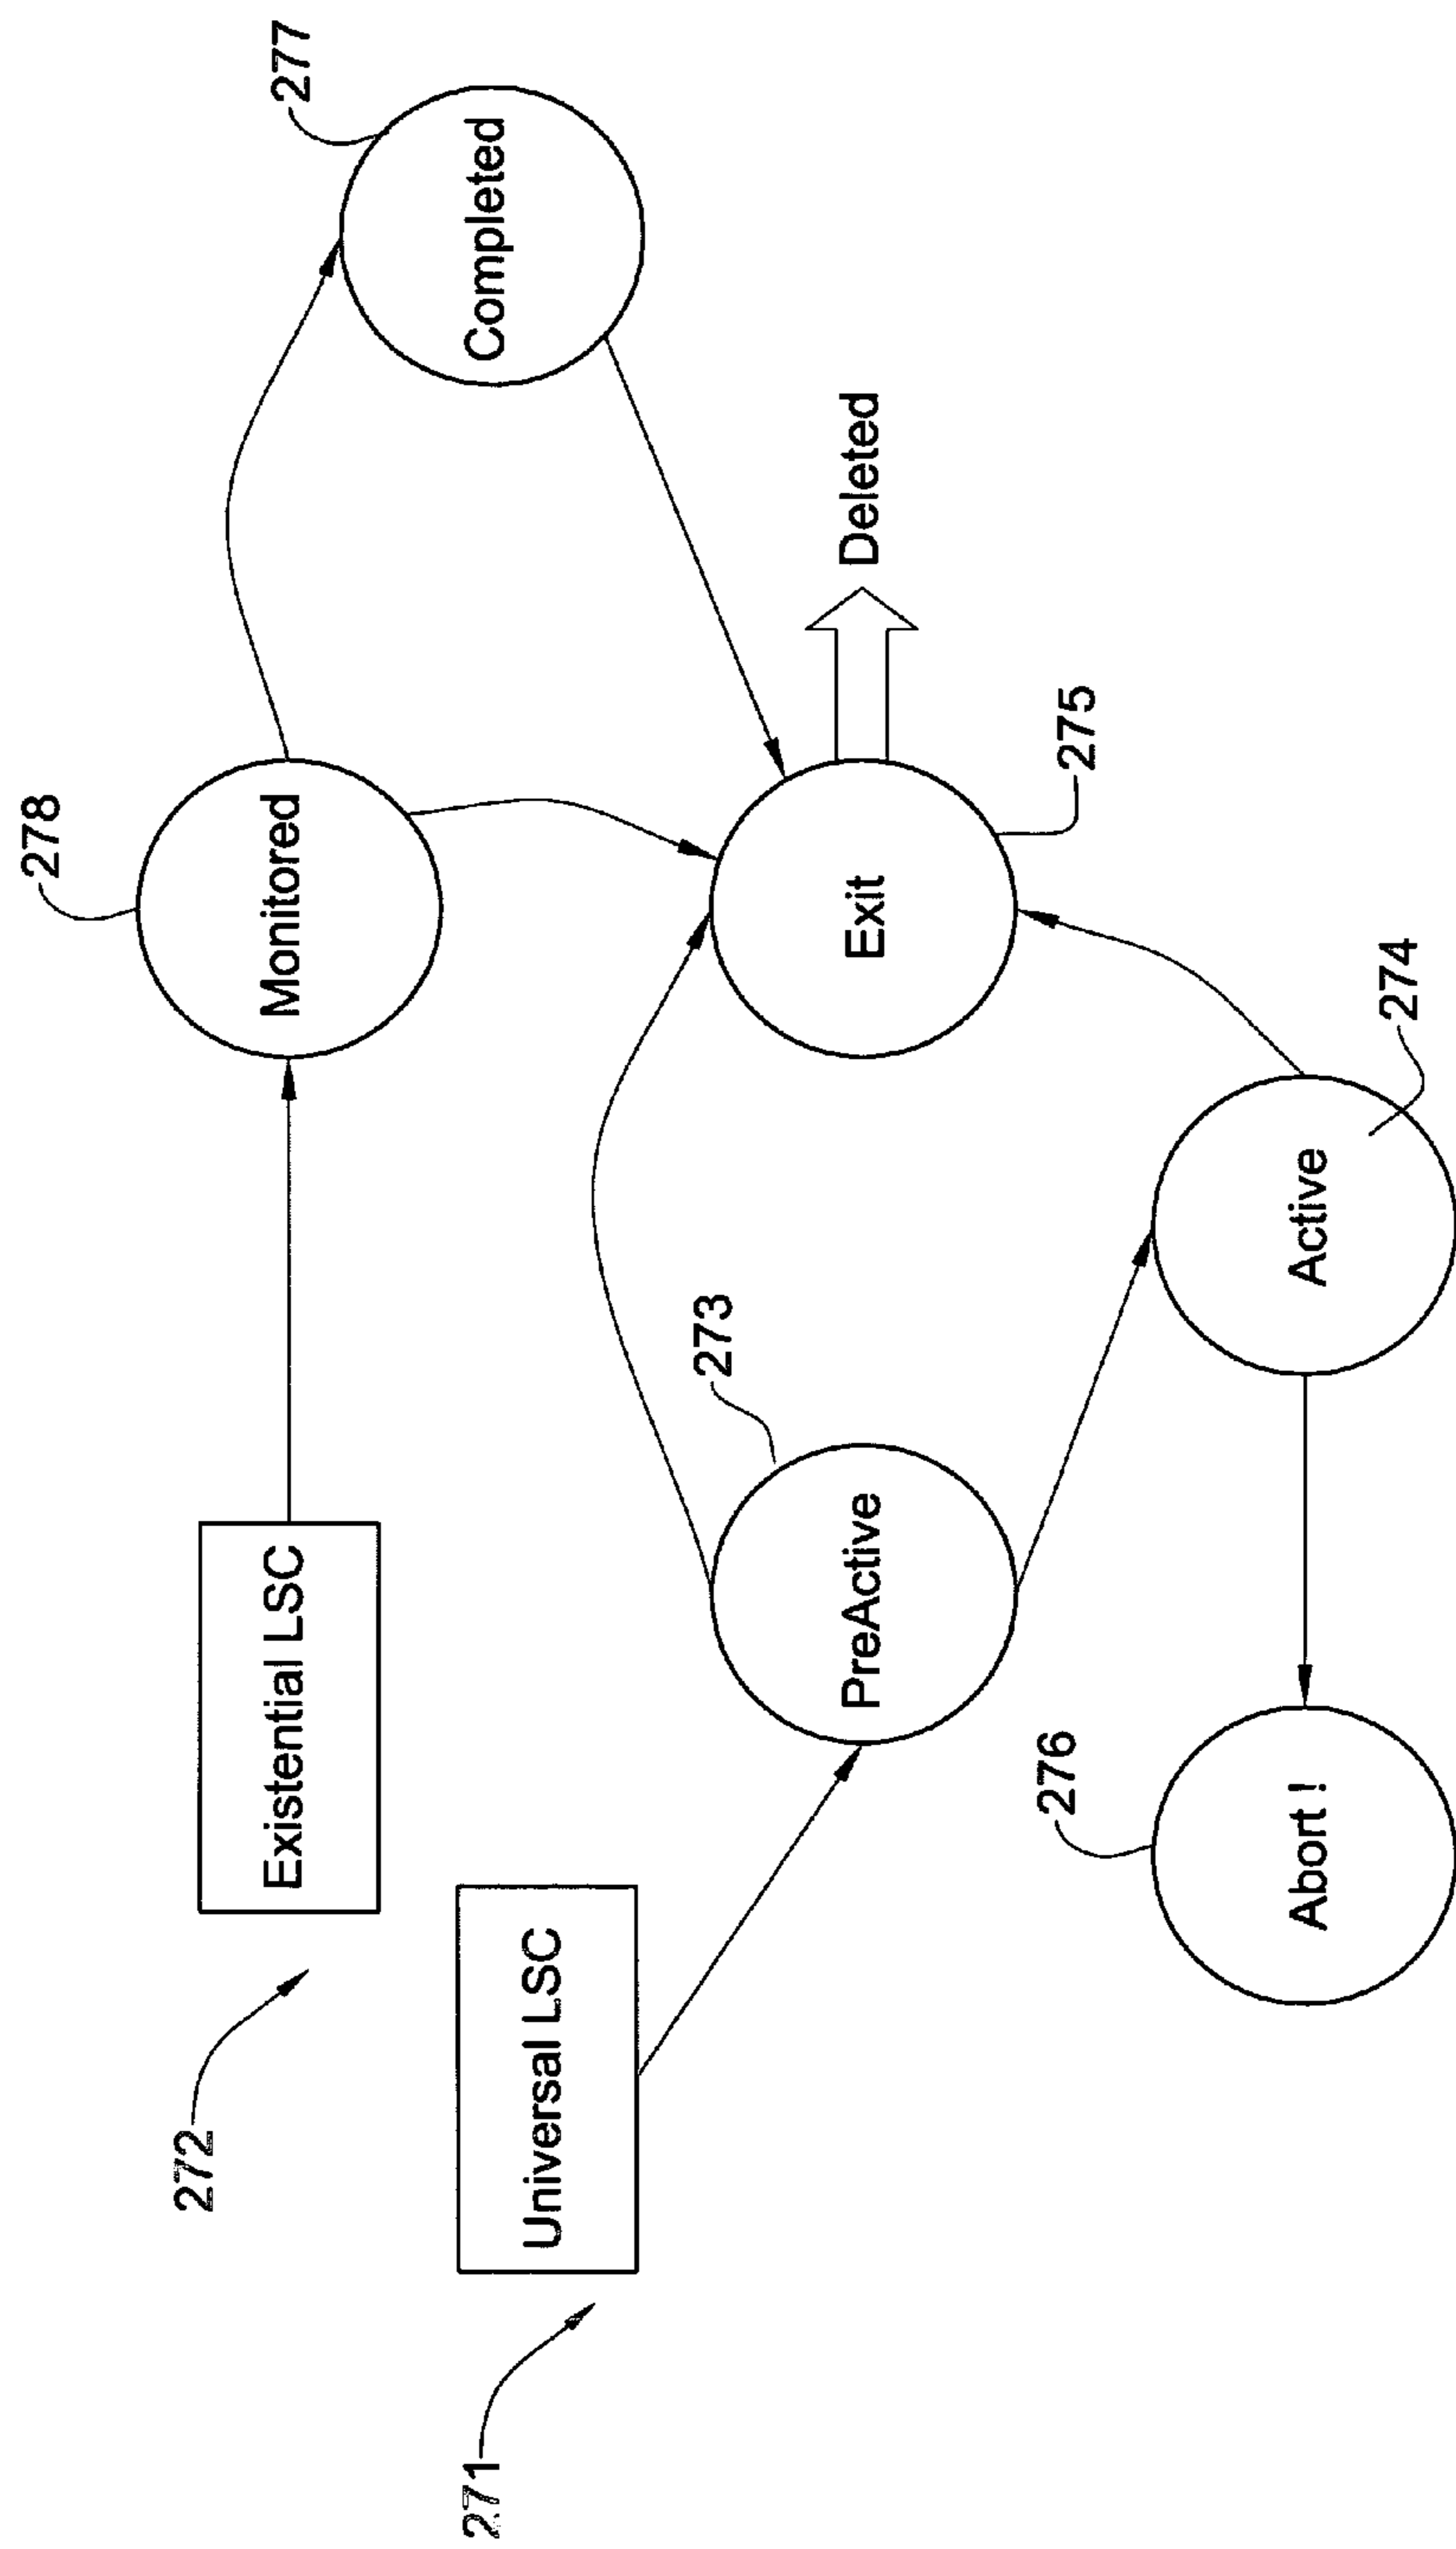 278
277
272
Existential LSC
Monitored
Completed
271
Universal LSC
273
PreActive
Exit
Deleted
275
276
Abort !
Active
274